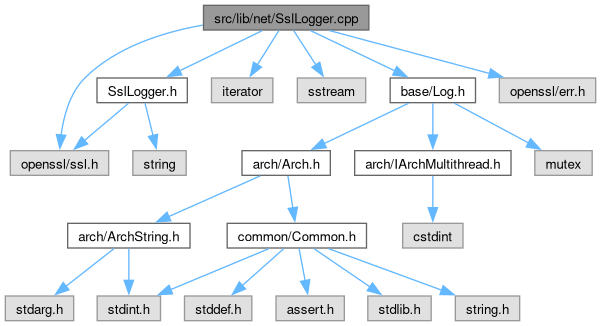 src/lib/net/SslLogger.cpp
SslLogger.h
iterator
sstream
base/Log.h
openssl/err.h
openssl/ssl.h
string
arch/Arch.h
arch/IArchMultithread.h
mutex
arch/ArchString.h
common/Common.h
cstdint
stdarg.h
stdint.h
stddef.h
assert.h
stdlib.h
string.h